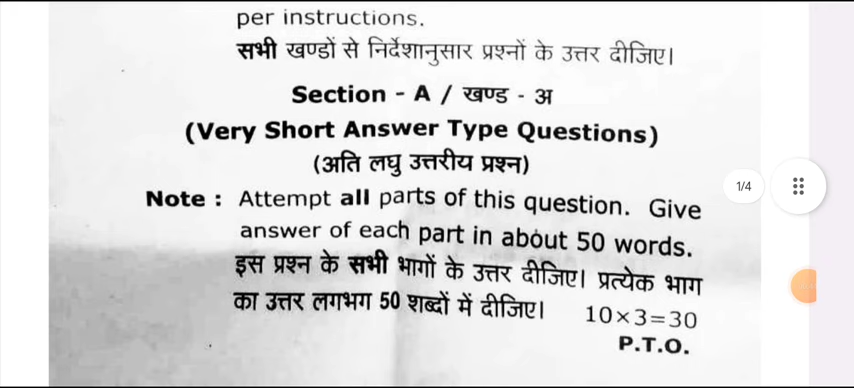 per instructions.
सभी खण्डों से निर्देशानुसार प्रश्नों के उत्तर दीजिए।
Section - A / खण्ड - अ
(Very Short Answer Type Questions)
(अति लघु उत्तरीय प्रश्न)
Note : Attempt all parts of this question. Give
answer of each part in about 50 words.
इस प्रश्न के सभी भागों के उत्तर दीजिए। प्रत्येक भाग
का उत्तर लगभग 50 शब्दों में दीजिए। 10×3=30
P.T.O.
1/4